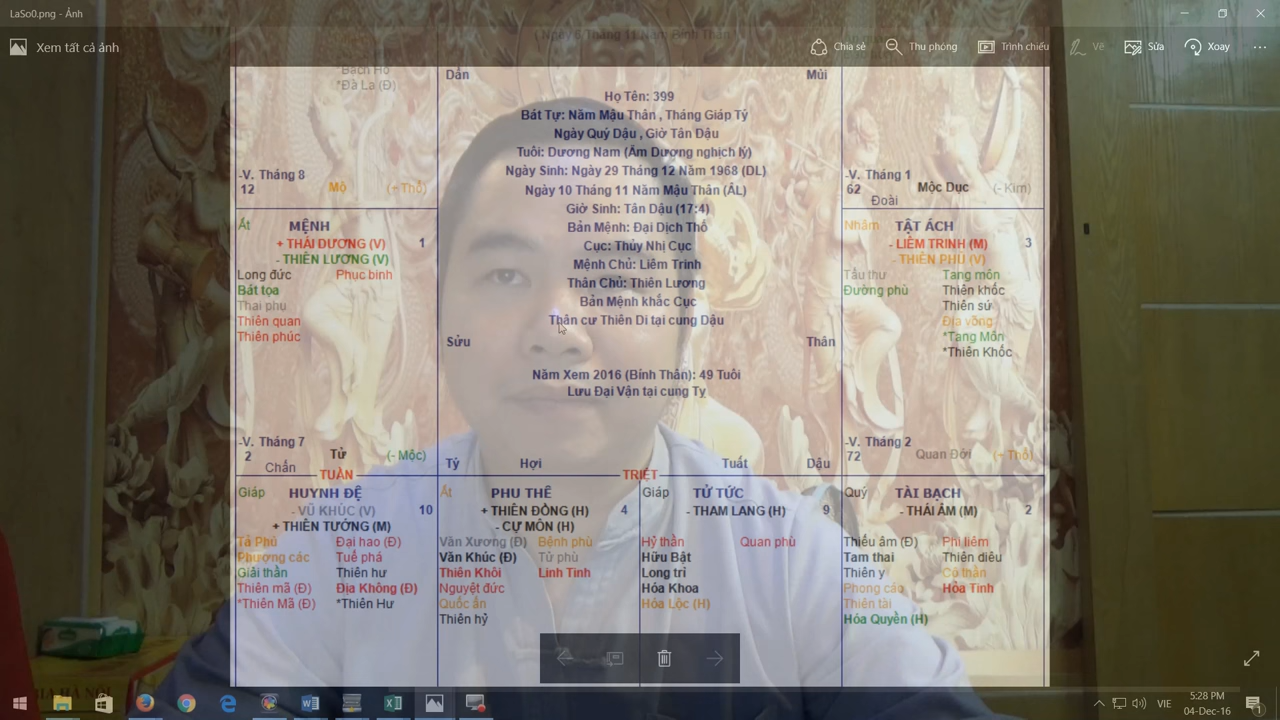 LaSo0.png - Ảnh
Xem tất cả ảnh
Chia sẻ
Thu phóng
Trình chiếu
Vẽ
Sửa
Xoay
*Bạch Hổ
*Đà La (Đ)
Dần
Mùi
Họ Tên: 399
Bát Tự: Năm Mậu Thân , Tháng Giáp Tý
Ngày Quý Dậu , Giờ Tân Dậu
Tuổi: Dương Nam (Âm Dương nghịch lý)
Ngày Sinh: Ngày 29 Tháng 12 Năm 1968 (DL)
Ngày 10 Tháng 11 Năm Mậu Thân (ÂL)
Giờ Sinh: Tân Dậu (17:4)
Bản Mệnh: Đại Dịch Thổ
Cục: Thủy Nhị Cục
Mệnh Chủ: Liêm Trinh
Thân Chủ: Thiên Lương
Bản Mệnh khắc Cục
Thân cư Thiên Di tại cung Dậu
Sửu
Thân
Năm Xem 2016 (Bính Thân): 49 Tuổi
Lưu Đại Vận tại cung Tỵ
Tý
Hợi
Tuất
Dậu
-V. Tháng 8
12
Mộ
(- Thổ)
-V. Tháng 1
62
Mộc Dục
(- Kim)
Đoài
Ất
MỆNH
+ THÁI DƯƠNG (V)
1
- THIÊN LƯƠNG (V)
Long đức
Phục binh
Bát tọa
Thai phụ
Thiên quan
Thiên phúc
-V. Tháng 7
2
Tử
(- Mộc)
Chấn
Nhâm
TẬT ÁCH
- LIÊM TRINH (M)
3
- THIÊN PHỦ (V)
Tấu thư
Tang môn
Đường phù
Thiên khốc
Thiên sứ
Địa võng
*Tang Môn
*Thiên Khốc
-V. Tháng 2
72
Quan Đới
(+ Thổ)
TUẦN
TRIỆT
Giáp
HUYNH ĐỆ
- VŨ KHÚC (V)
10
+ THIÊN TƯỚNG (M)
Tả Phù
Đại hao (Đ)
Phượng các
Tuế phá
Giải thần
Thiên hư
Thiên mã (Đ)
Địa Không (Đ)
*Thiên Mã (Đ)
*Thiên Hư
Ất
PHU THÊ
+ THIÊN ĐỒNG (H)
4
- CỰ MÔN (H)
Văn Xương (Đ)
Bệnh phù
Văn Khúc (Đ)
Tử phù
Thiên Khôi
Linh Tinh
Nguyệt đức
Quốc ấn
Thiên hỷ
Giáp
TỬ TỨC
- THAM LANG (H)
9
Hỷ thần
Quan phù
Hữu Bật
Long trì
Hóa Khoa
Hóa Lộc (H)
Quý
TÀI BẠCH
- THÁI ÂM (M)
2
Thiếu âm (Đ)
Phi liêm
Tam thai
Thiên diêu
Thiên y
Cô thần
Phong cáo
Hỏa Tinh
Thiên tài
Hóa Quyền (H)
5:28 PM
VIE
04-Dec-16